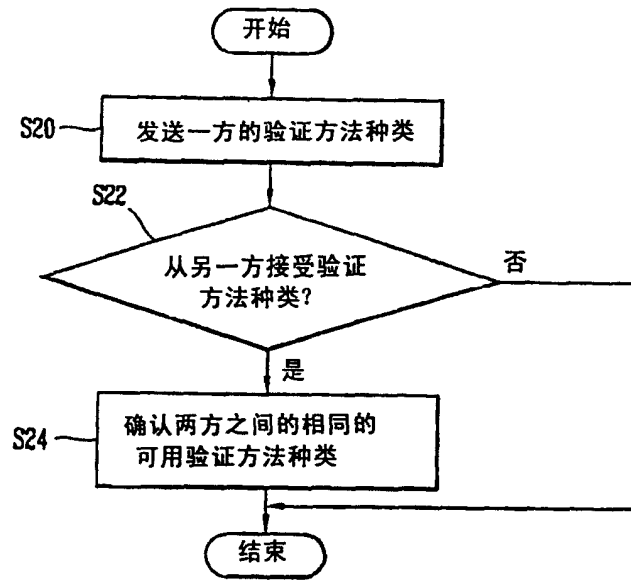 开始
S20
发送一方的验证方法种类
S22
从另一方接受验证
方法种类?
否
是
S24
确认两方之间的相同的
可用验证方法种类
结束